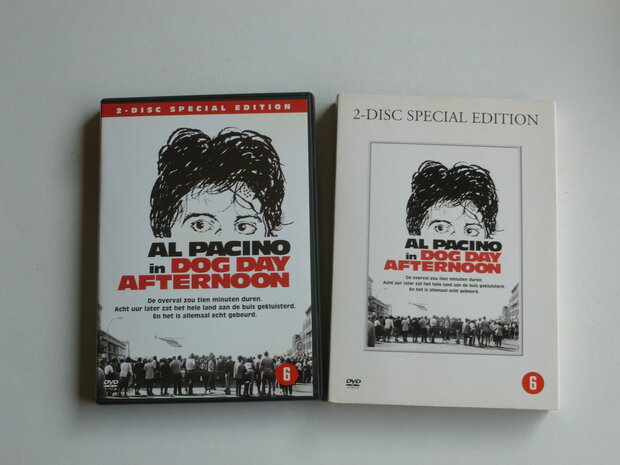 2-DISC SPECIAL EDITION
AL PACINO
in DOG DAY
AFTERNOON
De overval zou tien minuten duren.
Acht uur later zat het hele land aan de buis gekluisterd.
En het is allemaal echt gebeurd.
DVD
6
2-DISC SPECIAL EDITION
AL PACINO
in DOG DAY
AFTERNOON
De overval zou tien minuten duren.
Acht uur later zat het hele land aan de buis gekluisterd.
En het is allemaal echt gebeurd.
DVD
6